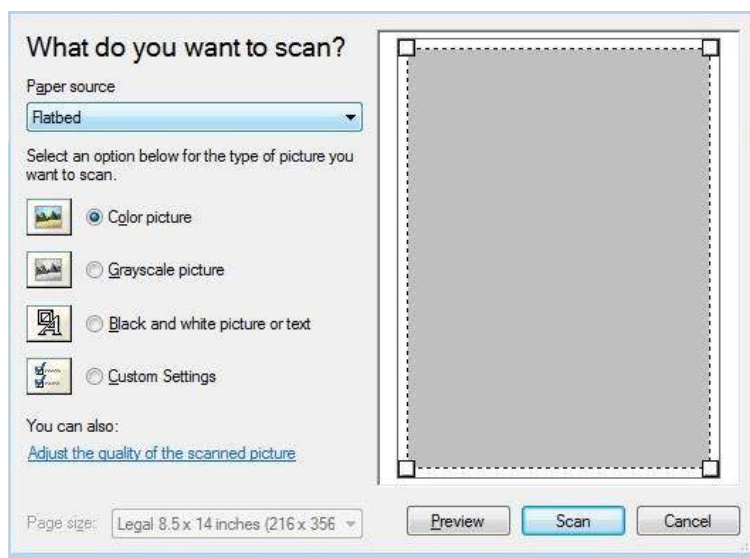 What do you want to scan?
Paper source
Flatbed
Select an option below for the type of picture you
want to scan.
Color picture
Grayscale picture
Black and white picture or text
Custom Settings
You can also:
Adjust the quality of the scanned picture
Page size: Legal 8.5 x 14 inches (216 x 356
Preview Scan Cancel